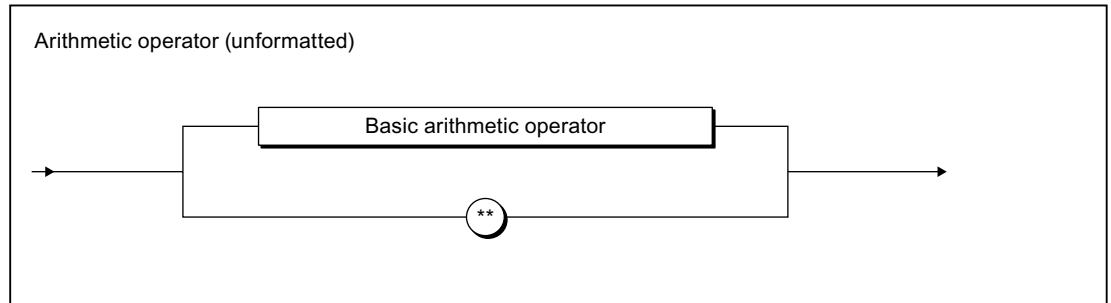 Arithmetic operator (unformatted)
Basic arithmetic operator
**